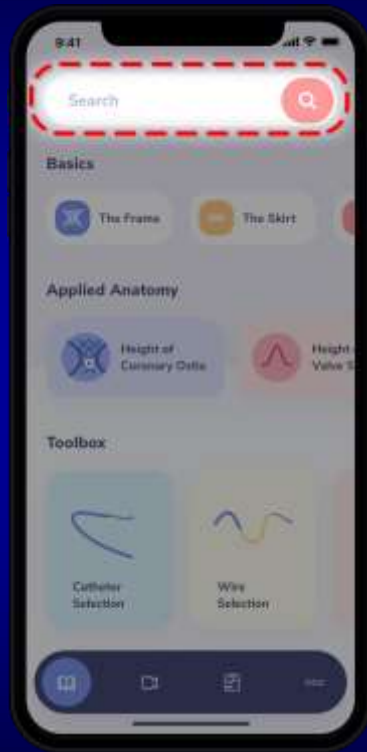 9:41
Search
Basics
The Frame
The Skirt
Applied Anatomy
Height of
Coronary Ostia
Height
Valve S
Toolbox
Catheter
Selection
Wire
Selection